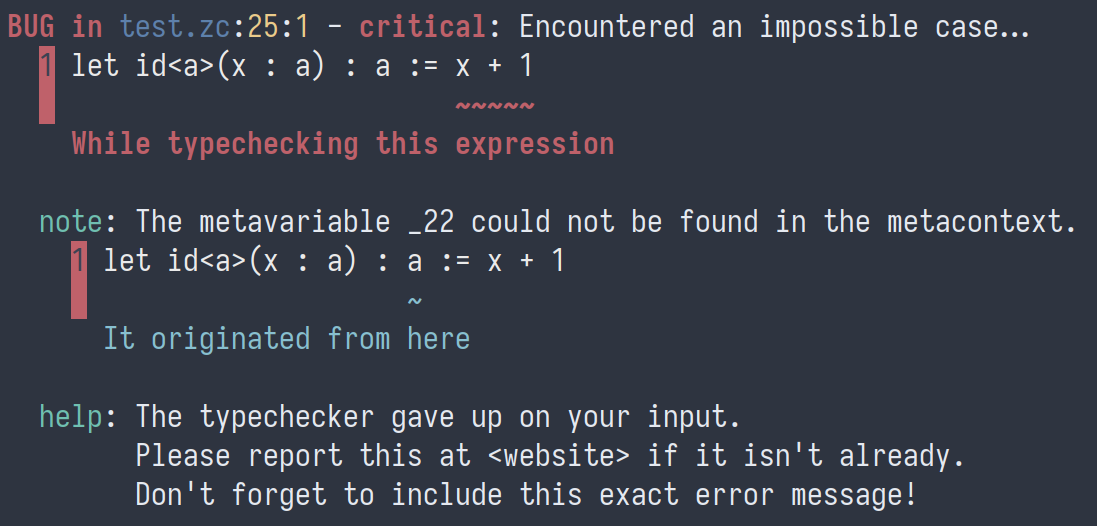 BUG in test.zc:25:1 - critical: Encountered an impossible case…
1 let id<a>(x : a) : a := x + 1
~~~~~
While typechecking this expression
note: The metavariable _22 could not be found in the metacontext.
1 let id<a>(x : a) : a := x + 1
~
It originated from here
help: The typechecker gave up on your input.
Please report this at <website> if it isn't already.
Don't forget to include this exact error message!